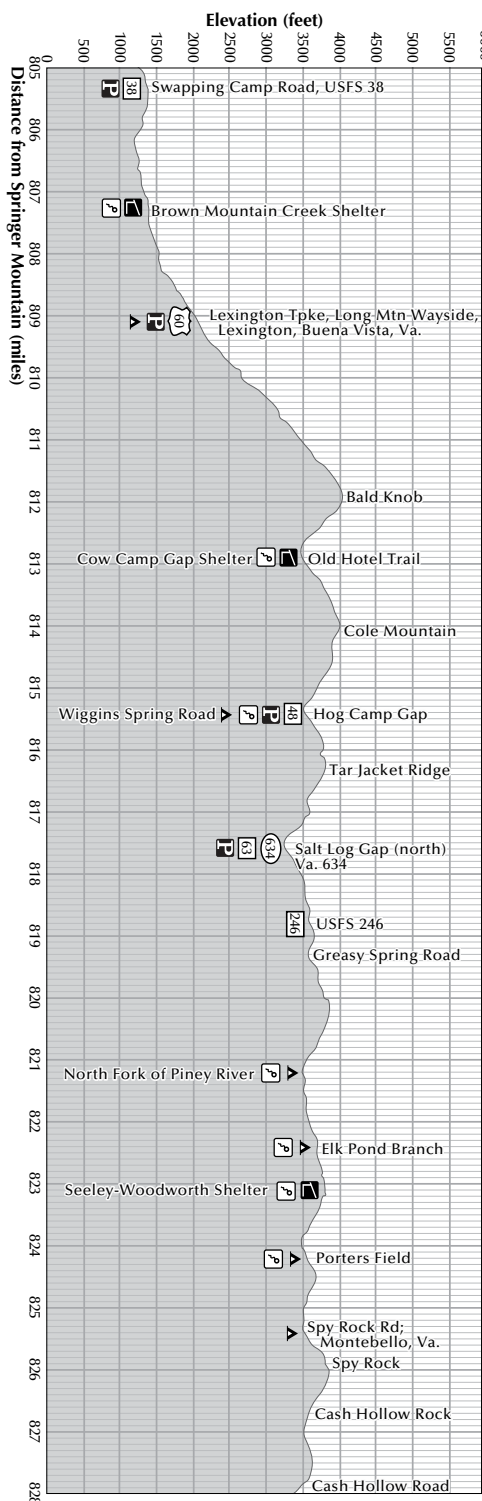 Elevation (feet)
0
500
1000
1500
2000
2500
3000
3500
4000
4500
5000
5500
Distance from Springer Mountain (miles)
805
P
38
Swapping Camp Road, USFS 38
806
807
Brown Mountain Creek Shelter
808
809
P
60
Lexington Tpke, Long Mtn Wayside,
Lexington, Buena Vista, Va.
810
811
812
Bald Knob
813
Cow Camp Gap Shelter
Old Hotel Trail
814
Cole Mountain
815
Wiggins Spring Road
P
48
Hog Camp Gap
816
Tar Jacket Ridge
817
P
63
634
Salt Log Gap (north)
Va. 634
818
246
USFS 246
819
Greasy Spring Road
820
821
North Fork of Piney River
822
Elk Pond Branch
823
Seeley-Woodworth Shelter
824
Porters Field
825
Spy Rock Rd;
Montebello, Va.
826
Spy Rock
827
Cash Hollow Rock
Cash Hollow Road